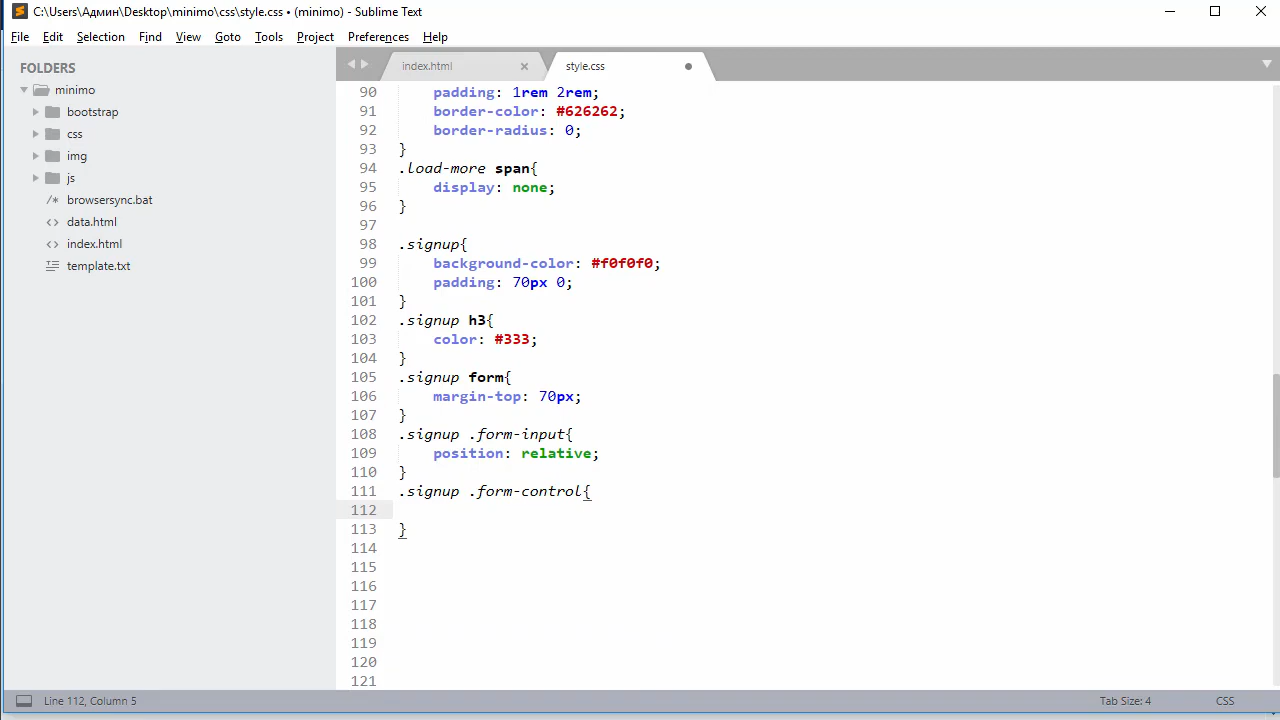 C:\Users\Админ\Desktop\minimo\css\style.css • (minimo) - Sublime Text
File Edit Selection Find View Goto Tools Project Preferences Help
FOLDERS
minimo
bootstrap
css
img
js
/* browsersync.bat
<> data.html
<> index.html
template.txt
index.html × style.css
90 padding: 1rem 2rem;
91 border-color: #626262;
92 border-radius: 0;
93 }
94 .load-more span{
95 display: none;
96 }
97
98 .signup{
99 background-color: #f0f0f0;
100 padding: 70px 0;
101 }
102 .signup h3{
103 color: #333;
104 }
105 .signup form{
106 margin-top: 70px;
107 }
108 .signup .form-input{
109 position: relative;
110 }
111 .signup .form-control{
112
113 }
114
115
116
117
118
119
120
121
Line 112, Column 5 Tab Size: 4 CSS